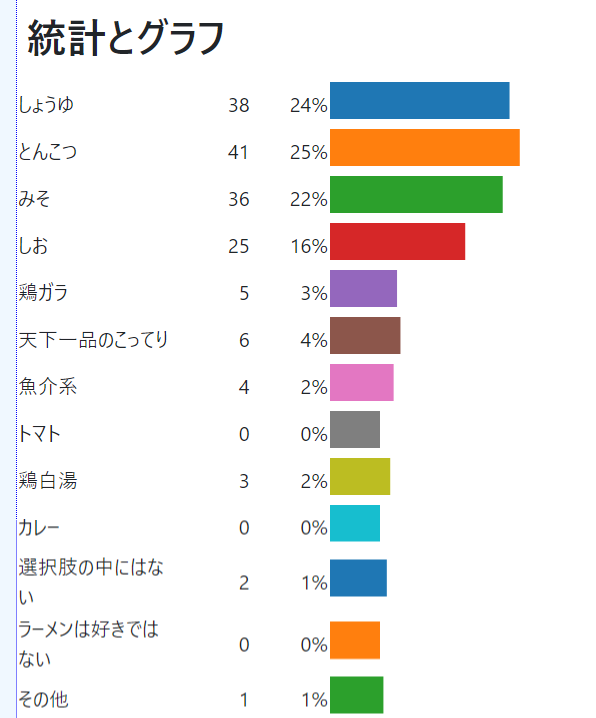 統計とグラフ
しょうゆ 38 24%
とんこつ 41 25%
みそ 36 22%
しお 25 16%
鶏ガラ 5 3%
天下一品のこってり 6 4%
魚介系 4 2%
トマト 0 0%
鶏白湯 3 2%
カレー 0 0%
選択肢の中にはな
い 2 1%
ラーメンは好きでは
ない 0 0%
その他 1 1%